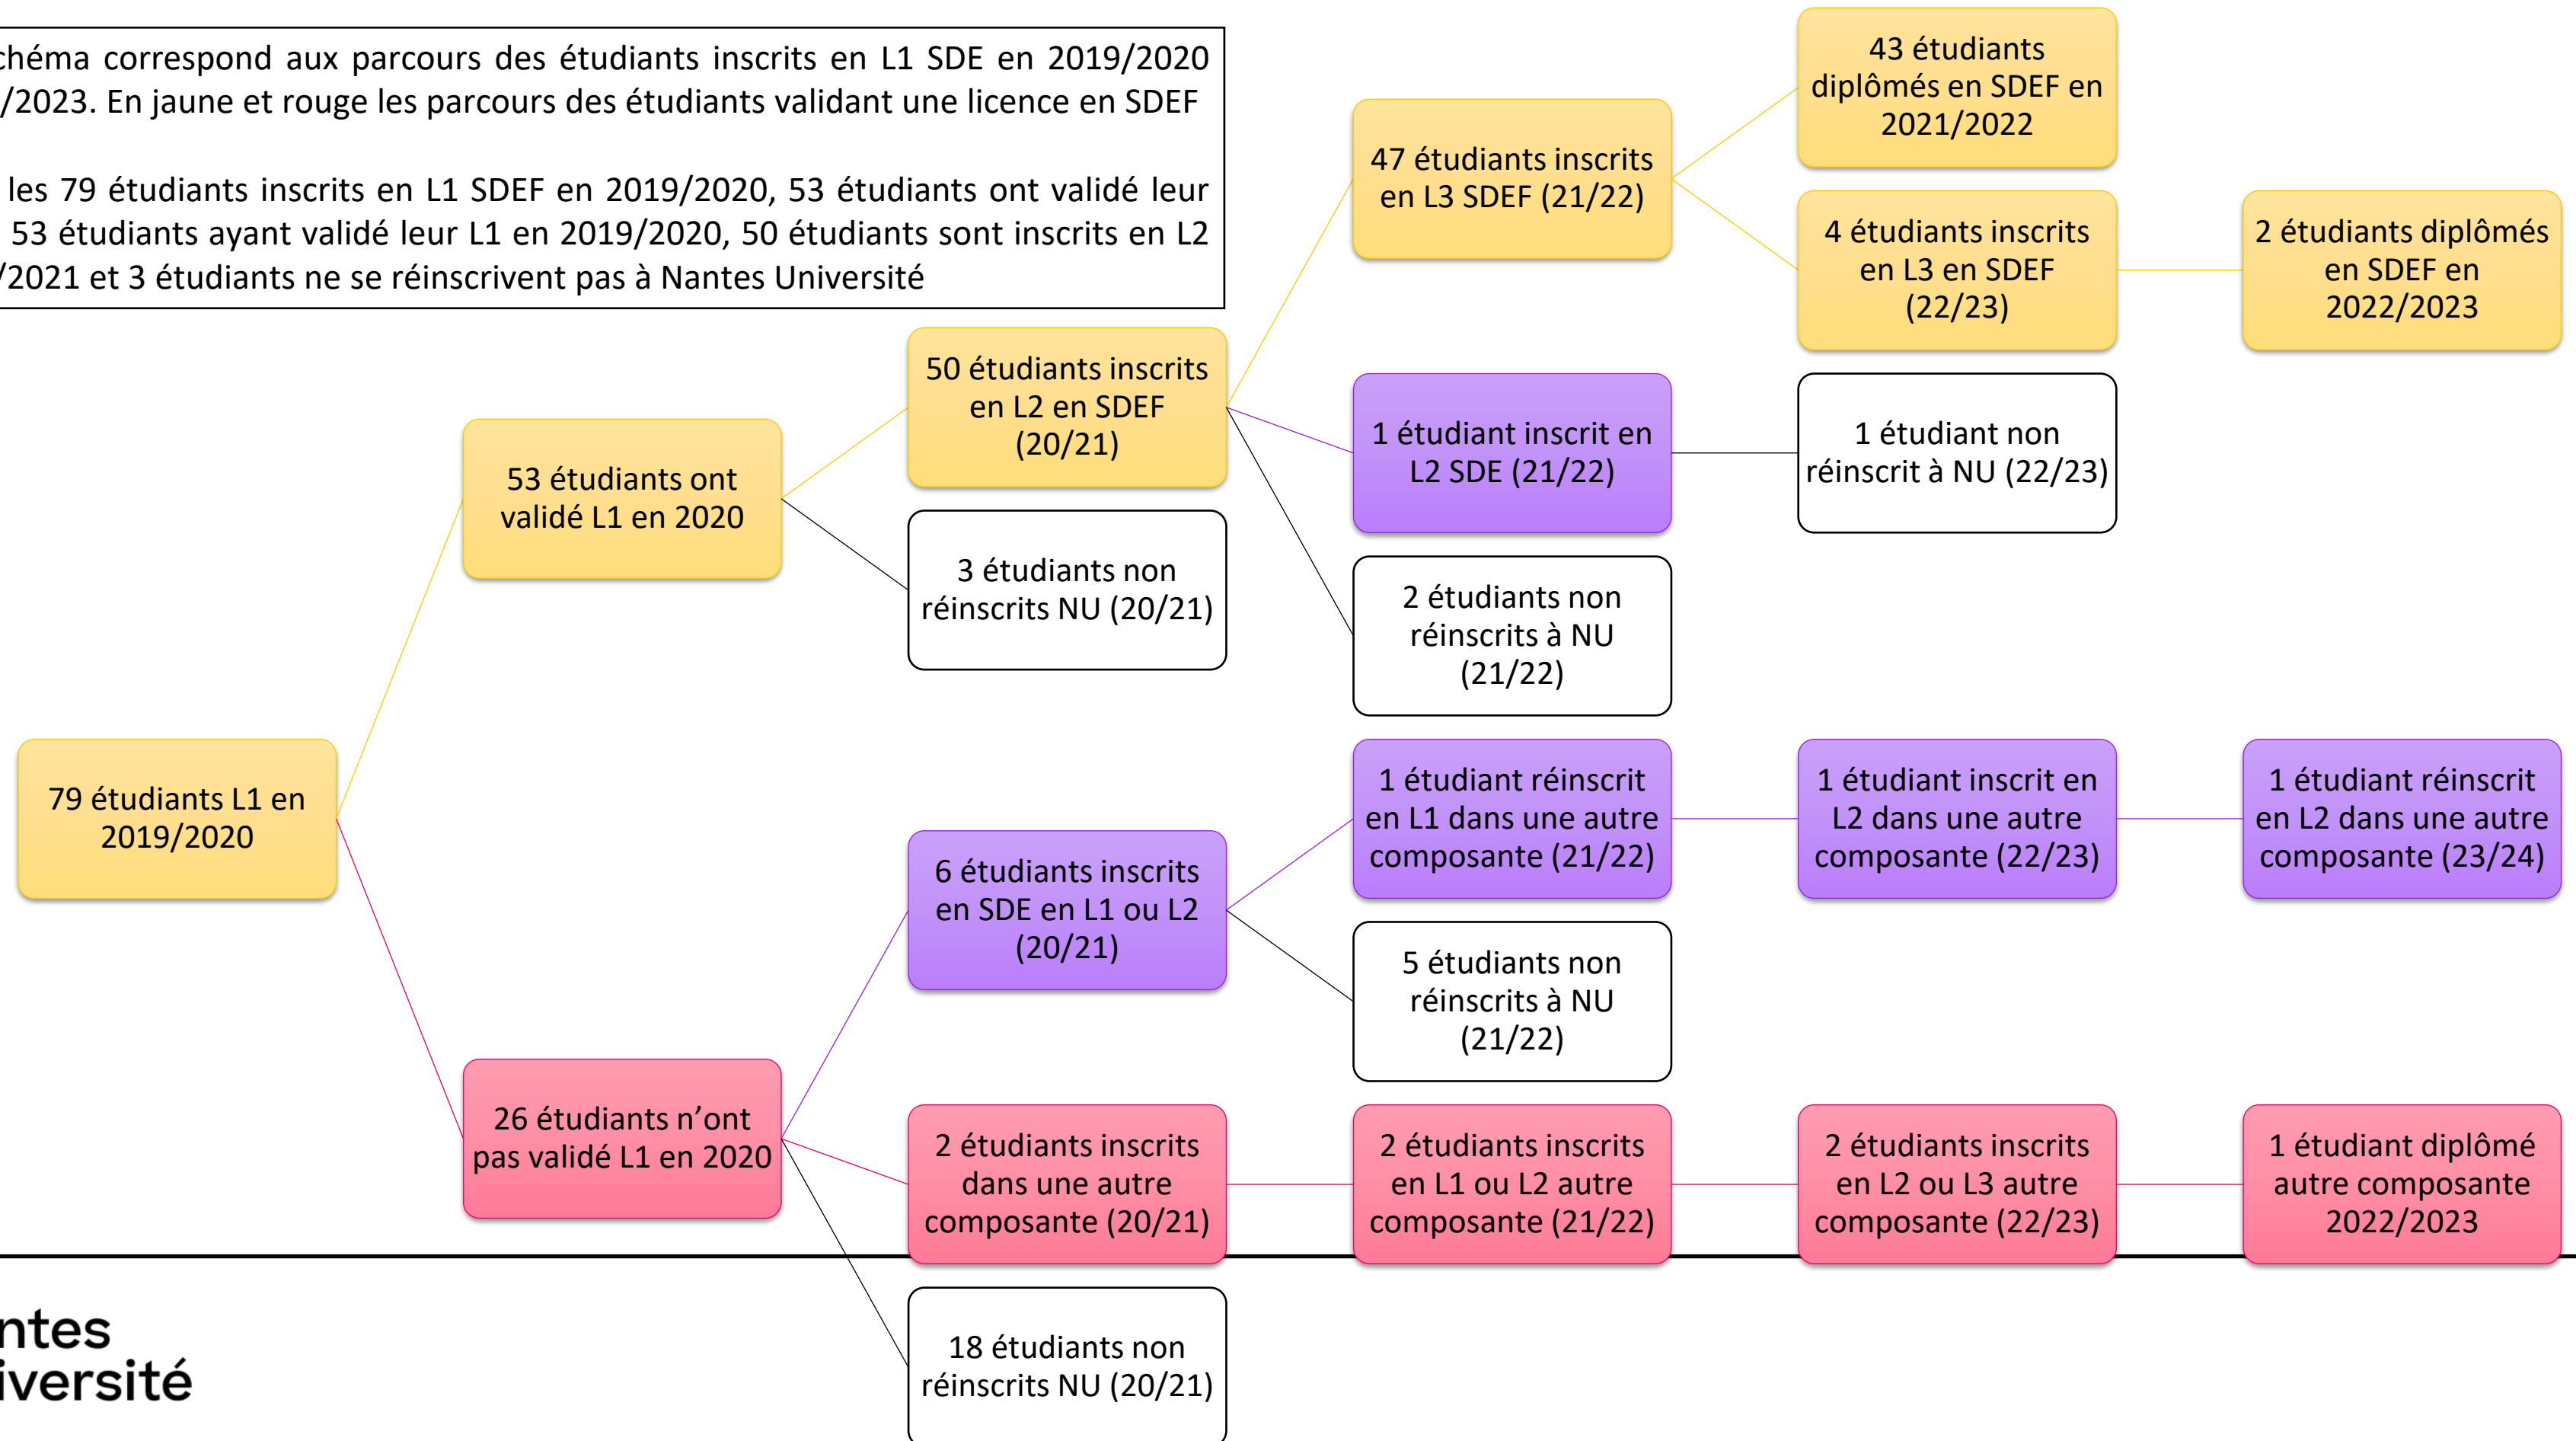 chéma correspond aux parcours des étudiants inscrits en L1 SDE en 2019/2020
/2023. En jaune et rouge les parcours des étudiants validant une licence en SDEF
les 79 étudiants inscrits en L1 SDEF en 2019/2020, 53 étudiants ont validé leur
53 étudiants ayant validé leur L1 en 2019/2020, 50 étudiants sont inscrits en L2
/2021 et 3 étudiants ne se réinscrivent pas à Nantes Université
79 étudiants L1 en
2019/2020
53 étudiants ont
validé L1 en 2020
26 étudiants n’ont
pas validé L1 en 2020
50 étudiants inscrits
en L2 en SDEF
(20/21)
3 étudiants non
réinscrits NU (20/21)
6 étudiants inscrits
en SDE en L1 ou L2
(20/21)
2 étudiants inscrits
dans une autre
composante (20/21)
18 étudiants non
réinscrits NU (20/21)
47 étudiants inscrits
en L3 SDEF (21/22)
1 étudiant inscrit en
L2 SDE (21/22)
2 étudiants non
réinscrits à NU
(21/22)
1 étudiant réinscrit
en L1 dans une autre
composante (21/22)
5 étudiants non
réinscrits à NU
(21/22)
2 étudiants inscrits
en L1 ou L2 autre
composante (21/22)
43 étudiants
diplômés en SDEF en
2021/2022
4 étudiants inscrits
en L3 en SDEF
(22/23)
1 étudiant non
réinscrit à NU (22/23)
1 étudiant inscrit en
L2 dans une autre
composante (22/23)
2 étudiants inscrits
en L2 ou L3 autre
composante (22/23)
2 étudiants diplômés
en SDEF en
2022/2023
1 étudiant réinscrit
en L2 dans une autre
composante (23/24)
1 étudiant diplômé
autre composante
2022/2023
ntes
iversité